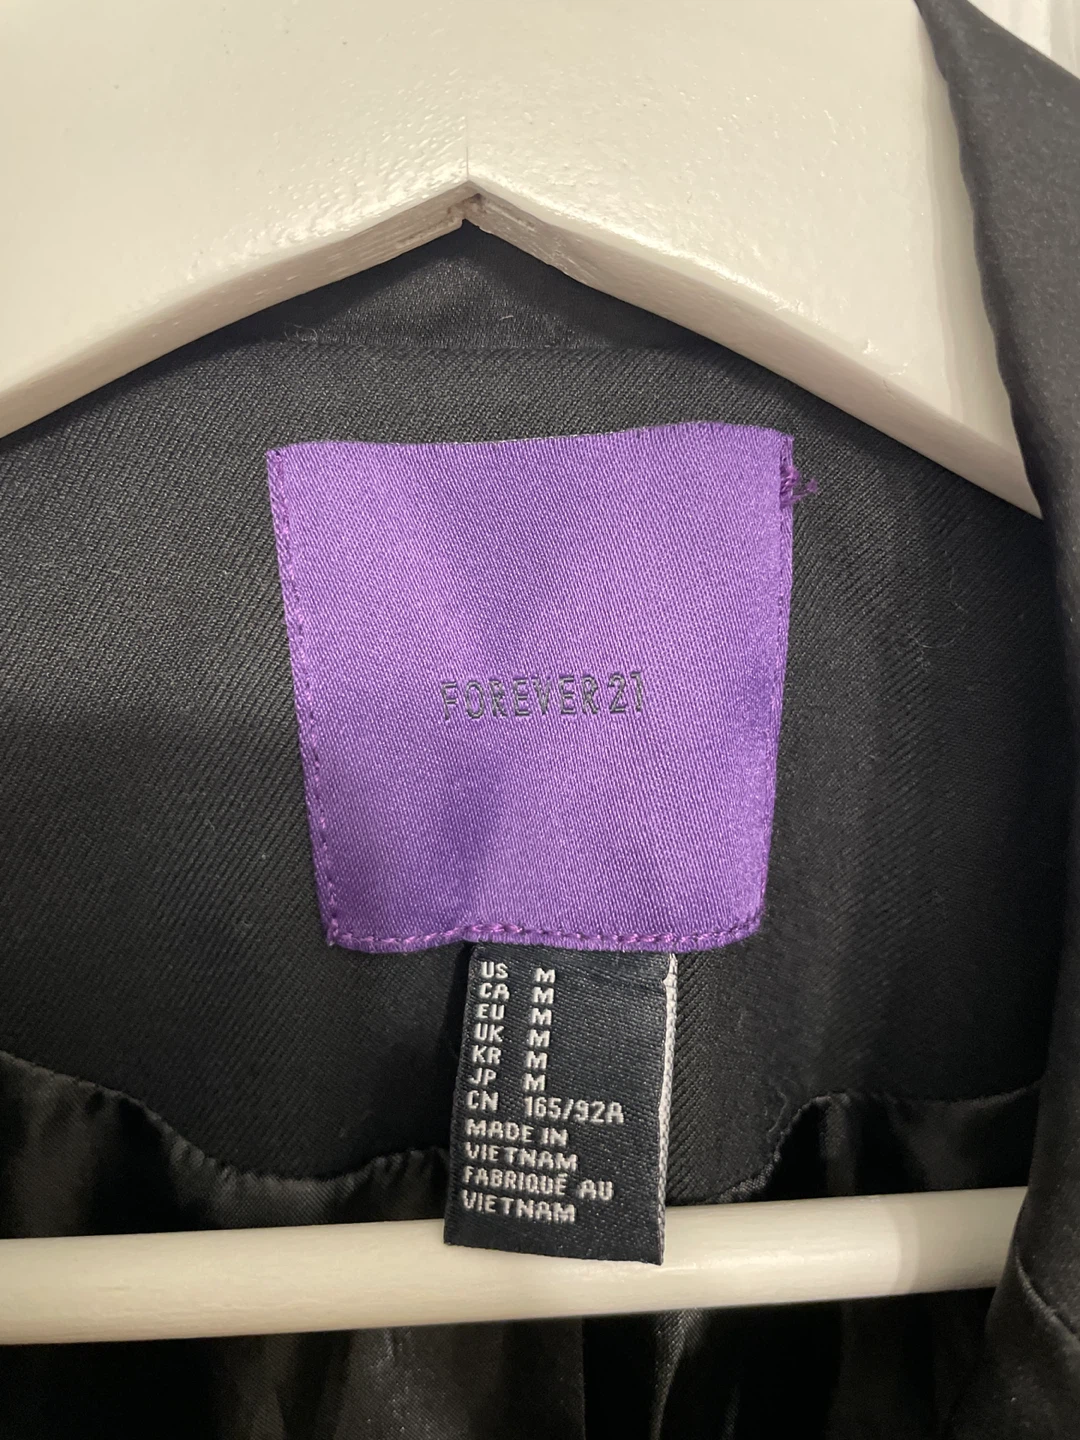 FOREVER 21
US M
CA M
EU M
UK M
KR M
JP M
CN 165/92A
MADE IN
VIETNAM
FABRIQUÉ AU
VIETNAM